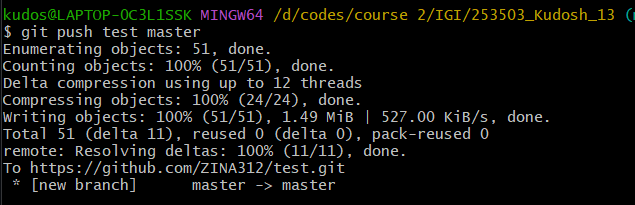 kudos@LAPTOP-0C3L1SSK MINGW64 /d/codes/course 2/IGI/253503_Kudosh_13 (
$ git push test master
Enumerating objects: 51, done.
Counting objects: 100% (51/51), done.
Delta compression using up to 12 threads
Compressing objects: 100% (24/24), done.
Writing objects: 100% (51/51), 1.49 MiB | 527.00 KiB/s, done.
Total 51 (delta 11), reused 0 (delta 0), pack-reused 0
remote: Resolving deltas: 100% (11/11), done.
To https://github.com/ZINA312/test.git
 * [new branch]      master -> master